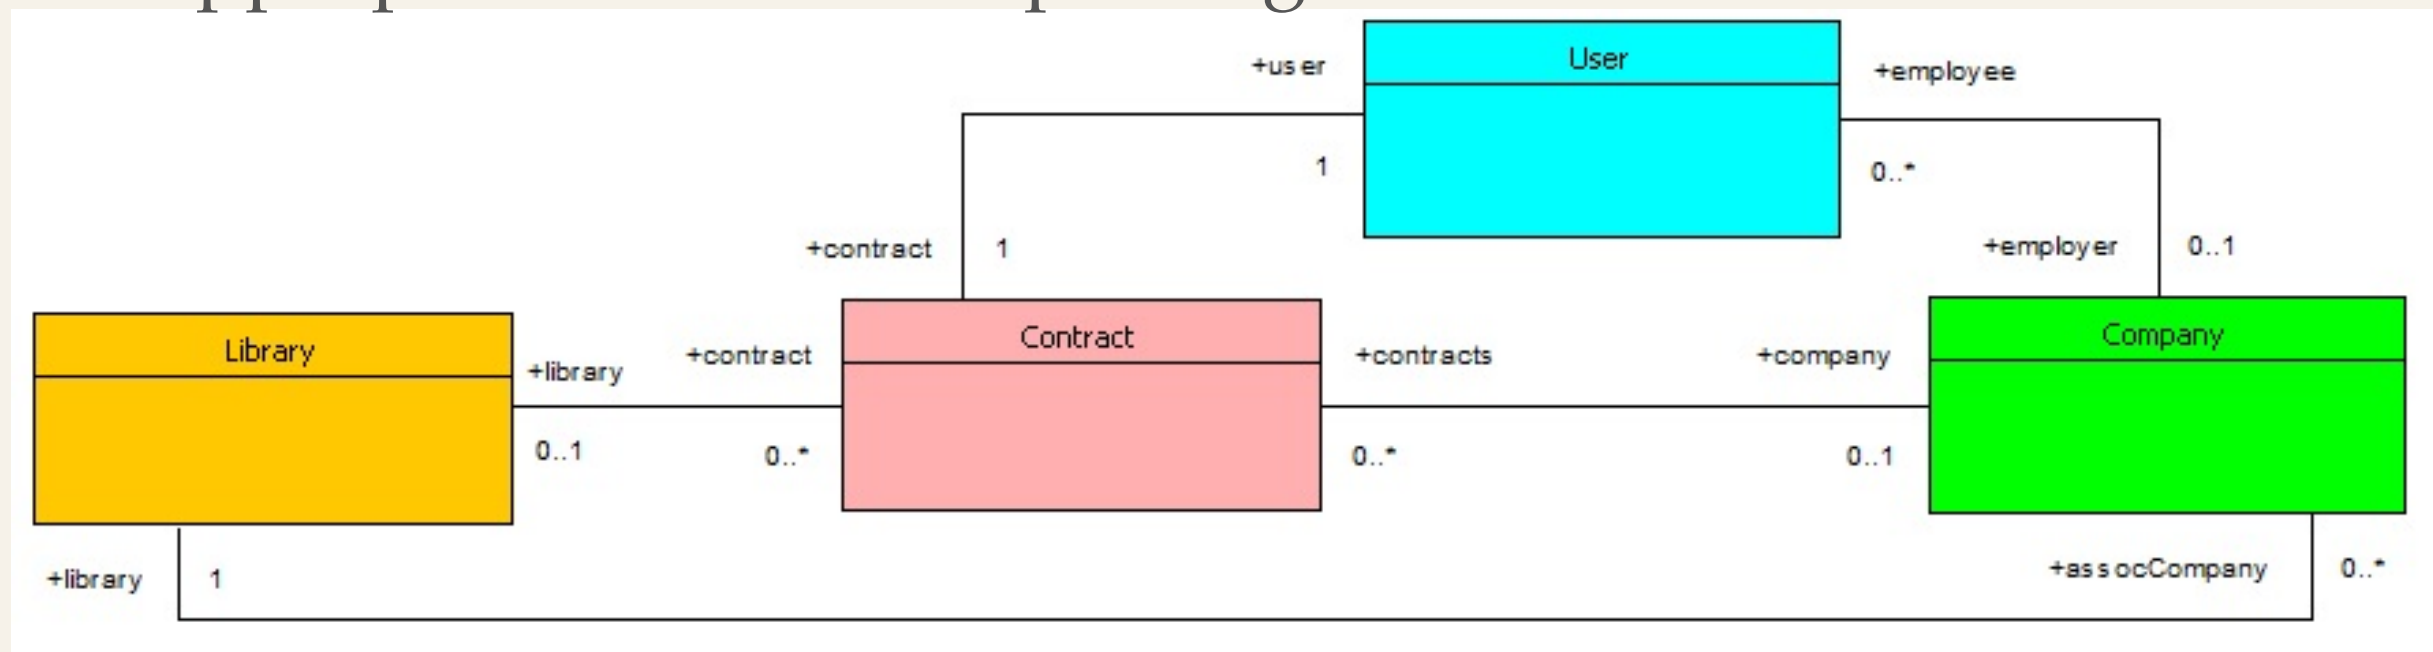 +user
User
+employee
1
0..*
+contract
1
+employer
0..1
Library
+library
+contract
Contract
+contracts
+company
Company
0..1
0..*
0..*
0..1
+library
1
+assocCompany
0..*